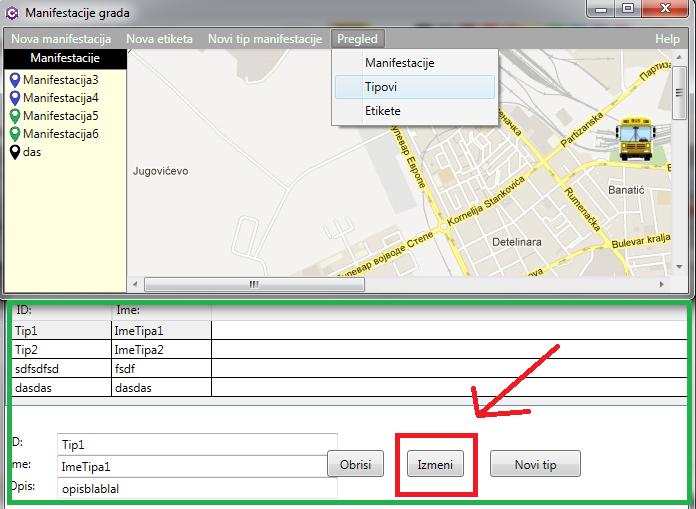 Manifestacije grada
Nova manifestacija Nova etiketa Novi tip manifestacije Pregled Help
Manifestacije
Manifestacija3
Manifestacija4
Manifestacija5
Manifestacija6
das
Manifestacije
Tipovi
Etikete
Jugovićevo
Булевар Европе
Партиза
Partizanska
BUS
Banatić
Kornelija Stankovića
Rumenačka
Detelinara
Bulevar kralja
булевар војводе Степе
ID: Ime:
Tip1 ImeTipa1
Tip2 ImeTipa2
sdfsdfsd fsdf
dasdas dasdas
D: Tip1
me: ImeTipa1
Opis: opisblablal
Obrisi Izmeni Novi tip